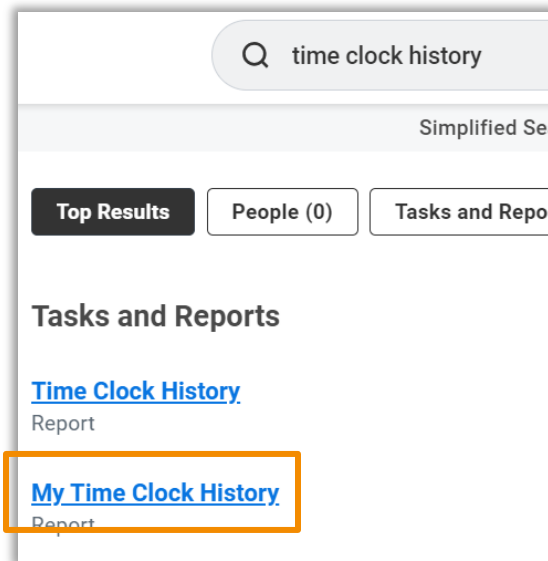 time clock history
Simplified Se
Top Results
People (0)
Tasks and Repo
Tasks and Reports
Time Clock History
Report
My Time Clock History
Report